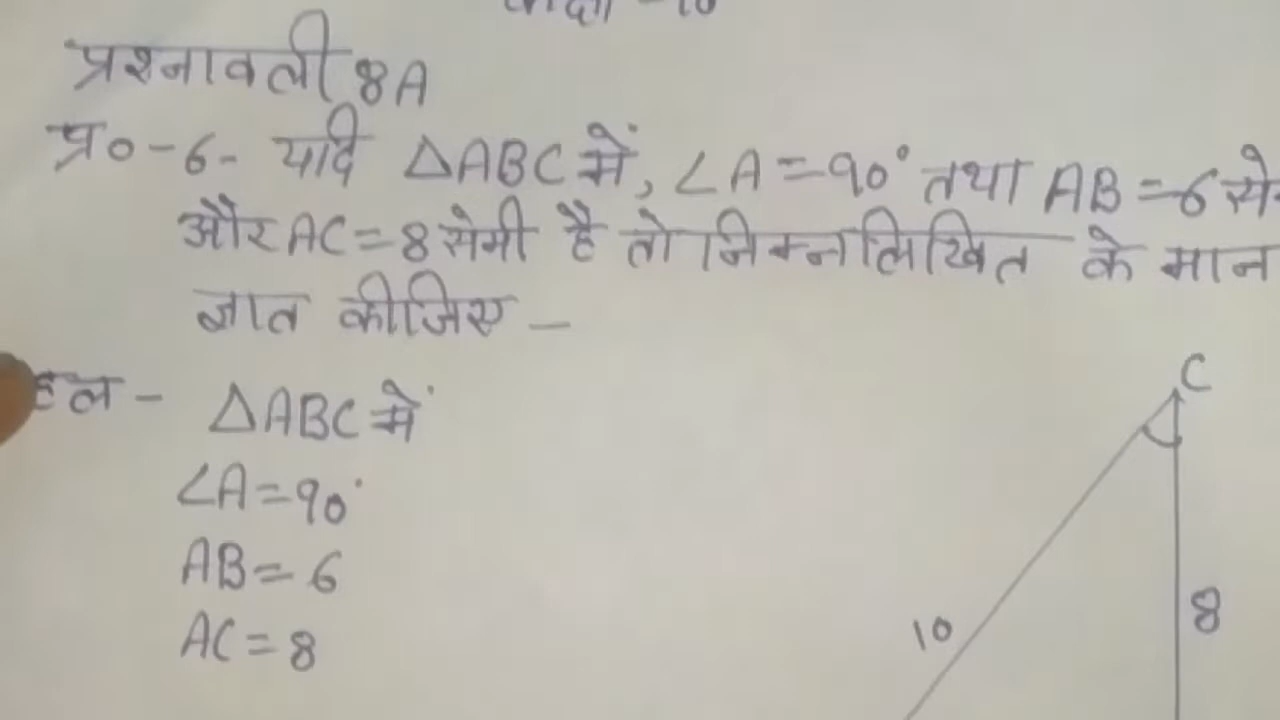 प्रश्नावली 8A
प्र०-6- यदि △ABC में, ∠A=90° तथा AB=6 से
और AC=8 सेमी है तो निम्नलिखित के मान
ज्ञात कीजिए -
हल- △ABC में
∠A=90°
AB=6
AC=8
C
10
8